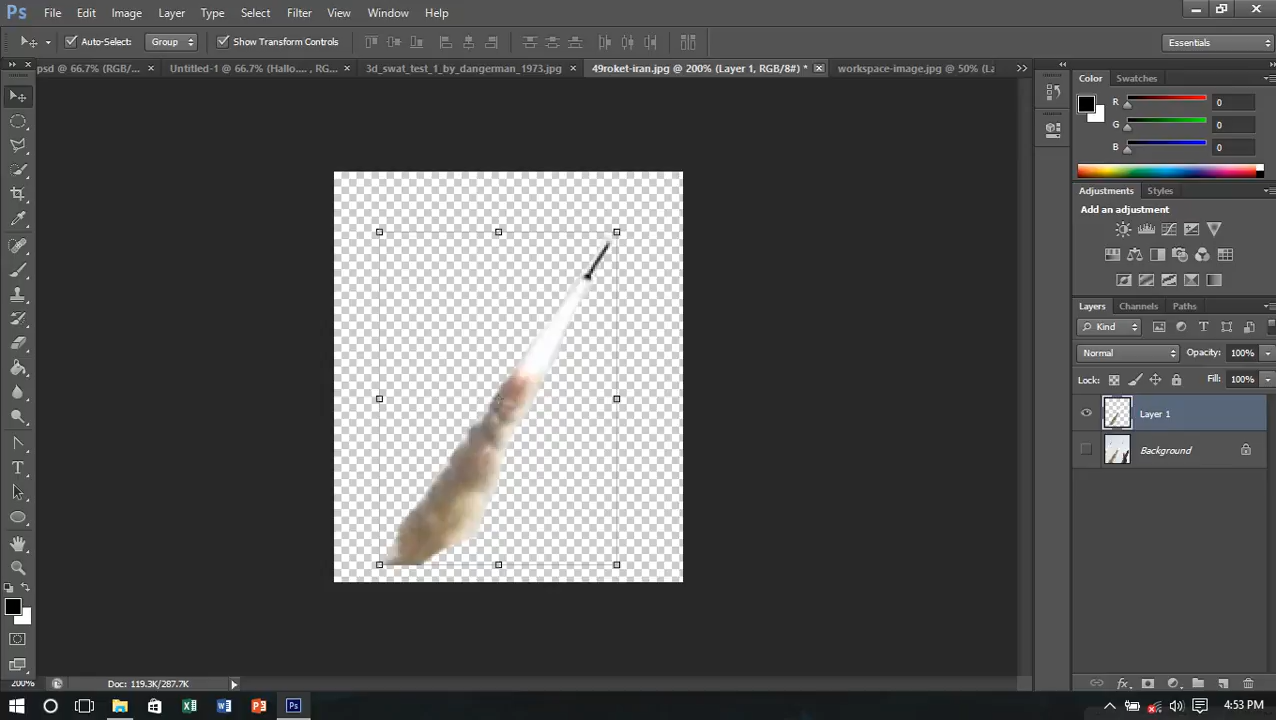 Ps File Edit Image Layer Type Select Filter View Window Help
Auto-Select: Group Show Transform Controls Essentials
psd @ 66.7% (RGB/... × Untitled-1 @ 66.7% (Hallo...., RG... × 3d_swat_test_1_by_dangerman_1973.jpg × 49roket-iran.jpg @ 200% (Layer 1, RGB/8#) * × workspace-image.jpg @ 50% (La
Color Swatches
R 0
G 0
B 0
Adjustments Styles
Add an adjustment
Layers Channels Paths
Kind
Normal Opacity: 100%
Lock: Fill: 100%
Layer 1
Background
200% Doc: 119.3K/287.7K
4:53 PM